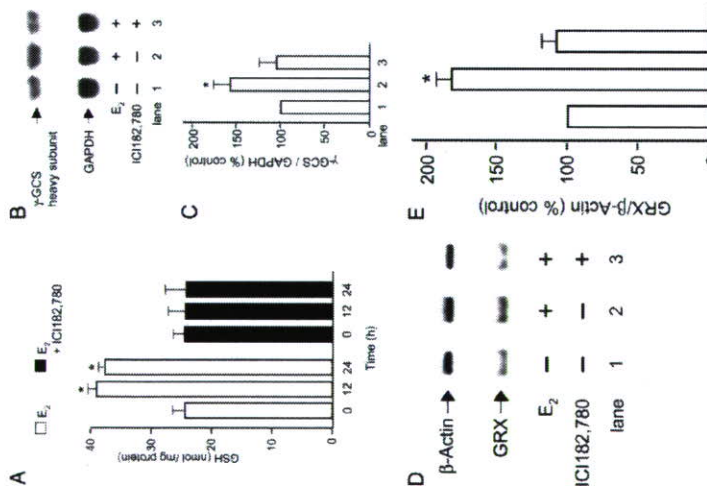 A
□ E₂
■ E₂ + ICI182,780
GSH (nmol/mg protein)
40
30
20
10
0
* *
0 12 24 0 12 24
Time (h)
B
γ-GCS heavy subunit
GAPDH
E₂ − + +
ICI182,780 − − +
lane 1 2 3
C
γ-GCS / GAPDH (% control)
200
150
100
50
0
*
lane 1 2 3
D
β-Actin
GRX
E₂ − + +
ICI182,780 − − +
lane 1 2 3
E
GRX/β-Actin (% control)
200
150
100
50
0
*